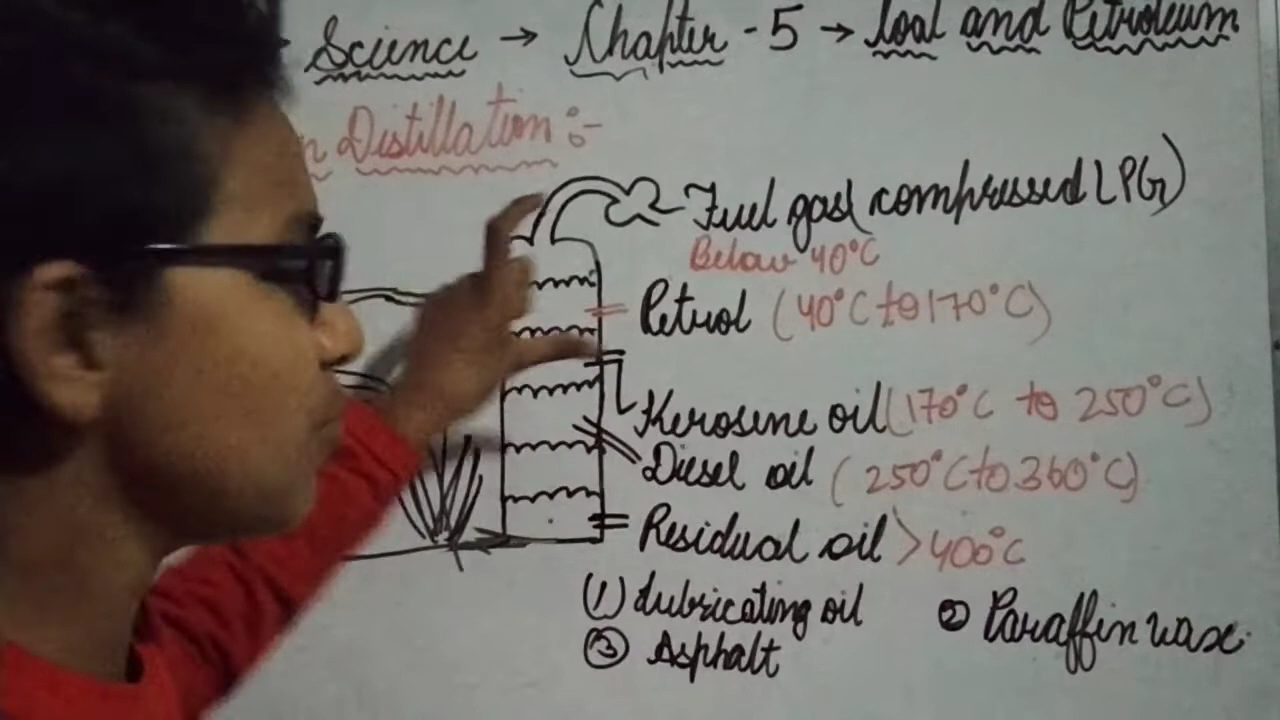 Science → Chapter - 5 → Coal and Petroleum
Distillation :-
Fuel gas (compressed LPG)
Below 40°C
Petrol (40°C to 170°C)
Kerosene oil (170°C to 250°C)
Diesel oil (250°C to 360°C)
Residual oil > 400°C
(1) Lubricating oil ② Paraffin wax.
③ Asphalt